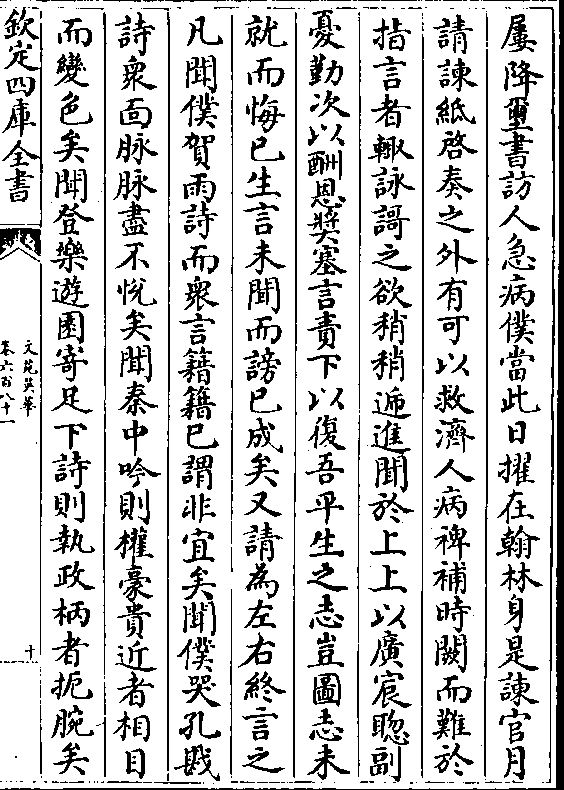 屢降璽書訪人急病僕當此日擢在翰林身是諫官月
請諫紙啓奏之外有可以救濟人病裨補時闕而難於
指言者輙詠謌之欲稍稍遞進聞於上上以廣宸聦副
憂勤次以酬恩奬塞言責下以復吾平生之志豈圖志未
就而悔已生言未聞而謗已成矣又請為左右終言之
凡聞僕賀雨詩而衆言籍籍已謂非宜矣聞僕哭孔戡
詩衆面脉脉盡不恱矣聞秦中吟則權豪貴近者相目
而變色矣聞登樂遊園寄足下詩則執政柄者扼腕矣
欽定四庫全書
文苑英華
卷六百八十一
十